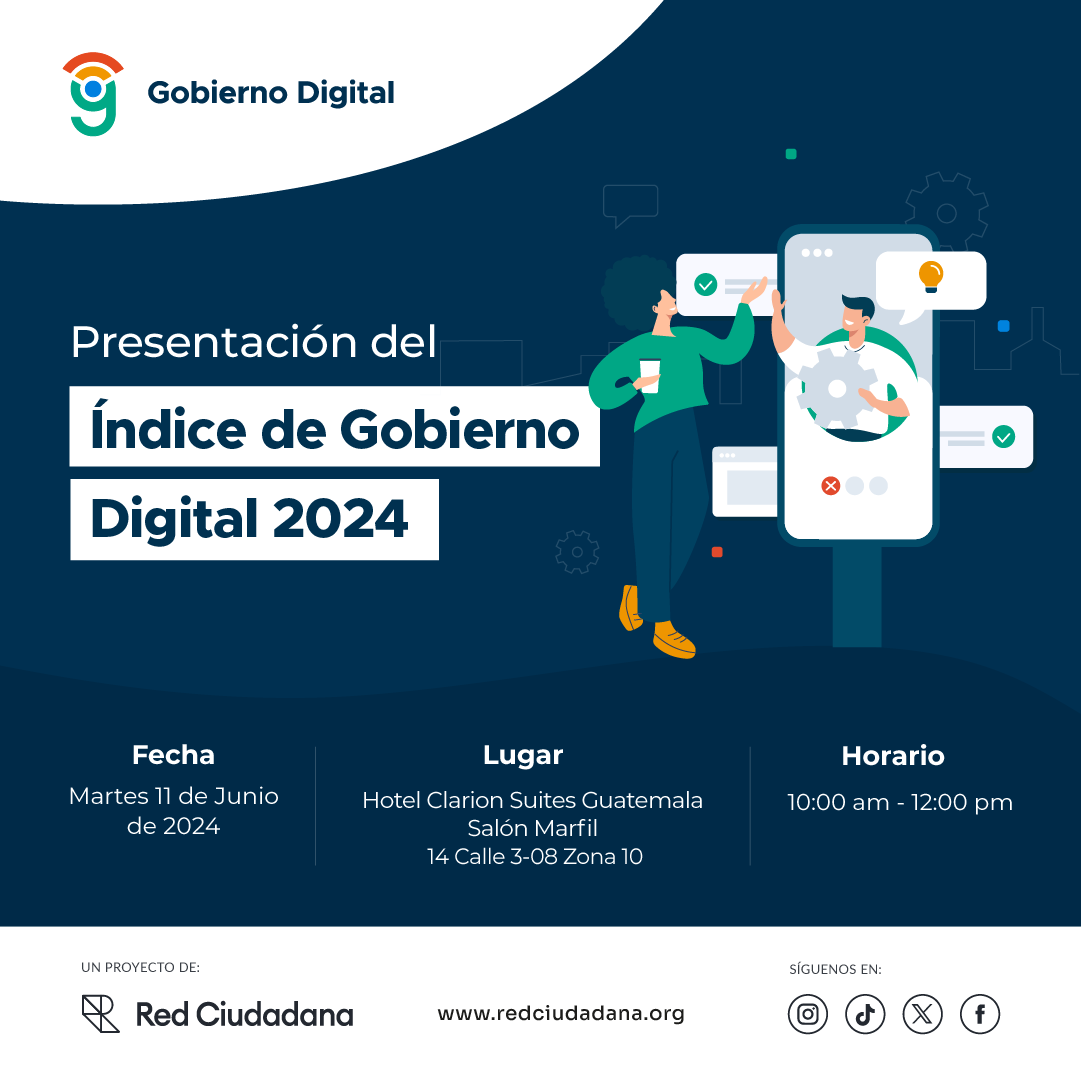 Gobierno Digital
Presentación del
Índice de Gobierno
Digital 2024
Fecha
Martes 11 de Junio
de 2024
Lugar
Hotel Clarion Suites Guatemala
Salón Marfil
14 Calle 3-08 Zona 10
Horario
10:00 am - 12:00 pm
UN PROYECTO DE:
Red Ciudadana
www.redciudadana.org
SÍGUENOS EN: